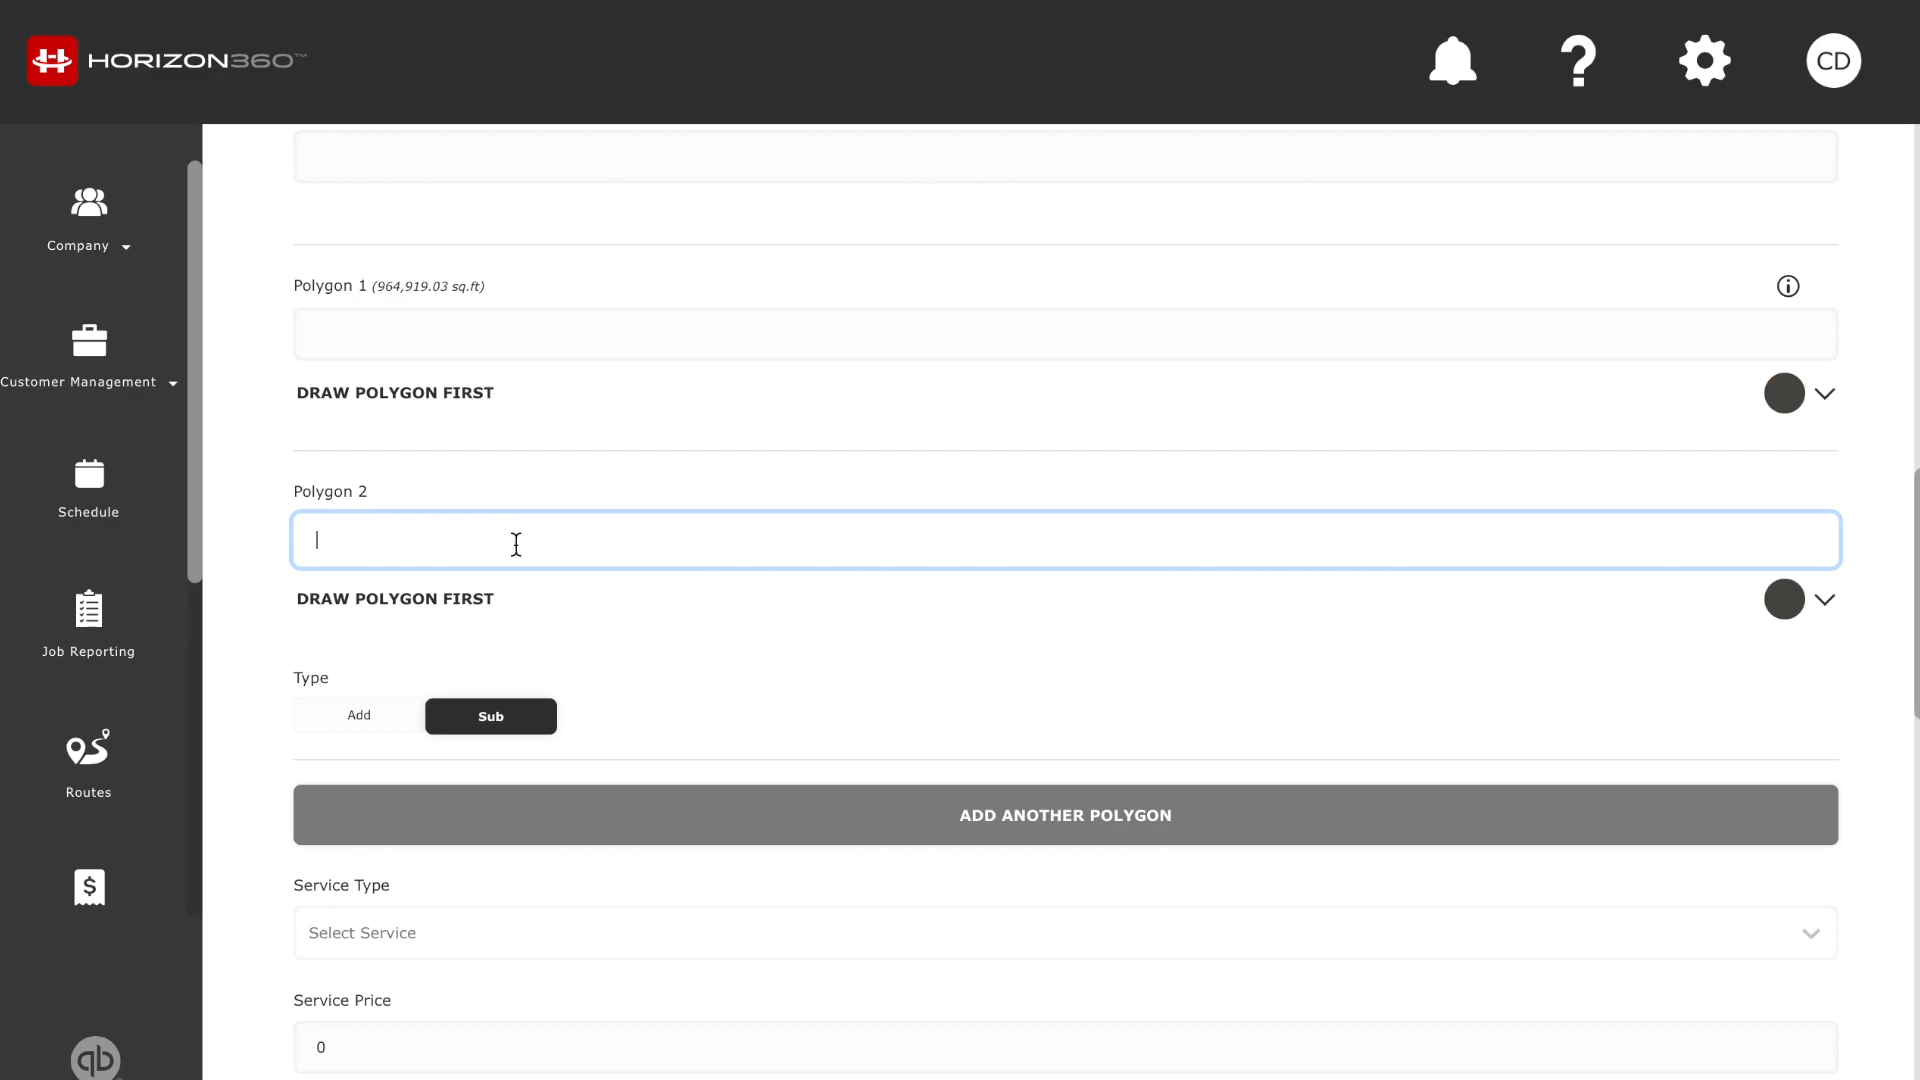 HORIZON360™
CD
Company
Customer Management
Schedule
Job Reporting
Routes
$
qb
Polygon 1 (964,919.03 sq.ft)
DRAW POLYGON FIRST
Polygon 2
DRAW POLYGON FIRST
Type
Add Sub
ADD ANOTHER POLYGON
Service Type
Select Service
Service Price
0